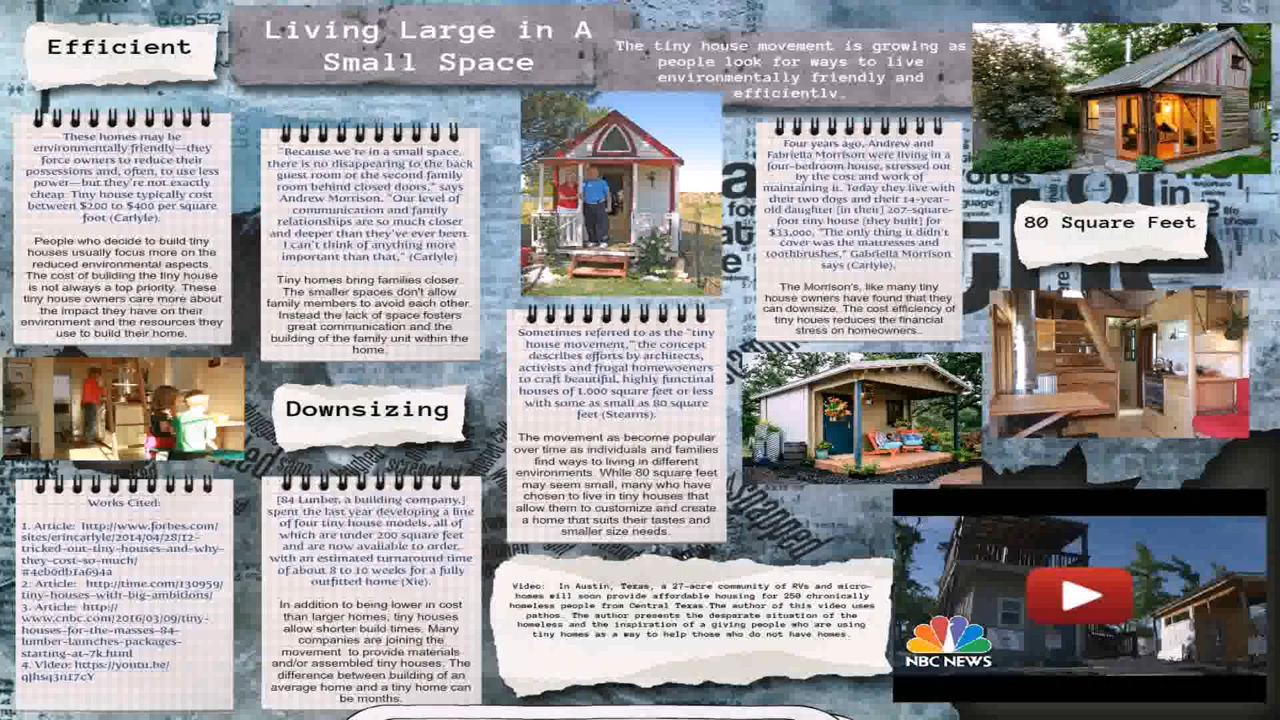 Efficient
Living Large in A
Small Space
The tiny house movement is growing as
people look for ways to live
environmentally friendly and
efficiently.
These homes may be
environmentally friendly—they
force owners to reduce their
possessions and, often, to use less
power—but they're not exactly
cheap. Tiny house typically cost
between $200 to $400 per square
foot (Carlyle).
People who decide to build tiny
houses usually focus more on the
reduced environmental aspects.
The cost of building the tiny house
is not always a top priority. These
tiny house owners care more about
the impact they have on their
environment and the resources they
use to build their home.
"Because we're in a small space,
there is no disappearing to the back
guest room or the second family
room behind closed doors," says
Andrew Morrison. "Our level of
communication and family
relationships are so much closer
and deeper than they've ever been.
I can't think of anything more
important than that," (Carlyle)
Tiny homes bring families closer.
The smaller spaces don't allow
family members to avoid each other.
Instead the lack of space fosters
great communication and the
building of the family unit within the
home.
Four years ago, Andrew and
Gabriella Morrison were living in a
four-bedroom house, stressed out
by the cost and work of
maintaining it. Today they live with
their two dogs and their 14-year-
old daughter [in their] 207-square-
foot tiny house [they built] for
$33,000, "The only thing it didn't
cover was the mattresses and
toothbrushes," Gabriella Morrison
says (Carlyle).
The Morrison's, like many tiny
house owners have found that they
can downsize. The cost efficiency of
tiny houes reduces the financial
stress on homeowners..
80 Square Feet
Sometimes referred to as the "tiny
house movement," the concept
describes efforts by architects,
activists and frugal homewoeners
to craft beautiful, highly functinal
houses of 1,000 square feet or less
with some as small as 80 square
feet (Stearns).
The movement as become popular
over time as individuals and families
find ways to living in different
environments. While 80 square feet
may seem small, many who have
chosen to live in tiny houses that
allow them to customize and create
a home that suits their tastes and
smaller size needs.
Downsizing
[84 Lunber, a building company,]
spent the last year developing a line
of four tiny house models, all of
which are under 200 square feet
and are now available to order,
with an estimated turnaround time
of about 8 to 10 weeks for a fully
outfitted home (Xie).
In addition to being lower in cost
than larger homes, tiny houses
allow shorter build times. Many
companies are joining the
movement to provide materials
and/or assembled tiny houses. The
difference between building of an
average home and a tiny home can
be months.
Works Cited:
1. Article: http://www.forbes.com/
sites/erincarlyle/2014/04/28/12-
tricked-out-tiny-houses-and-why-
they-cost-so-much/
#4eb0db1a694a
2: Article: http://time.com/130959/
tiny-houses-with-big-ambitions/
3. Article: http://
www.cnbc.com/2016/03/09/tiny-
houses-for-the-masses-84-
lumber-launches-packages-
starting-at-7k.html
4. Video: https://youtu.be/
Video: In Austin, Texas, a 27-acre community of RVs and micro-
homes will soon provide affordable housing for 250 chronically
homeless people from Central Texas The author of this video uses
pathos. The author presents the desperate situation of the
homeless and the inspiration of a giving people who are using
tiny homes as a way to help those who do not have homes.
NBC NEWS